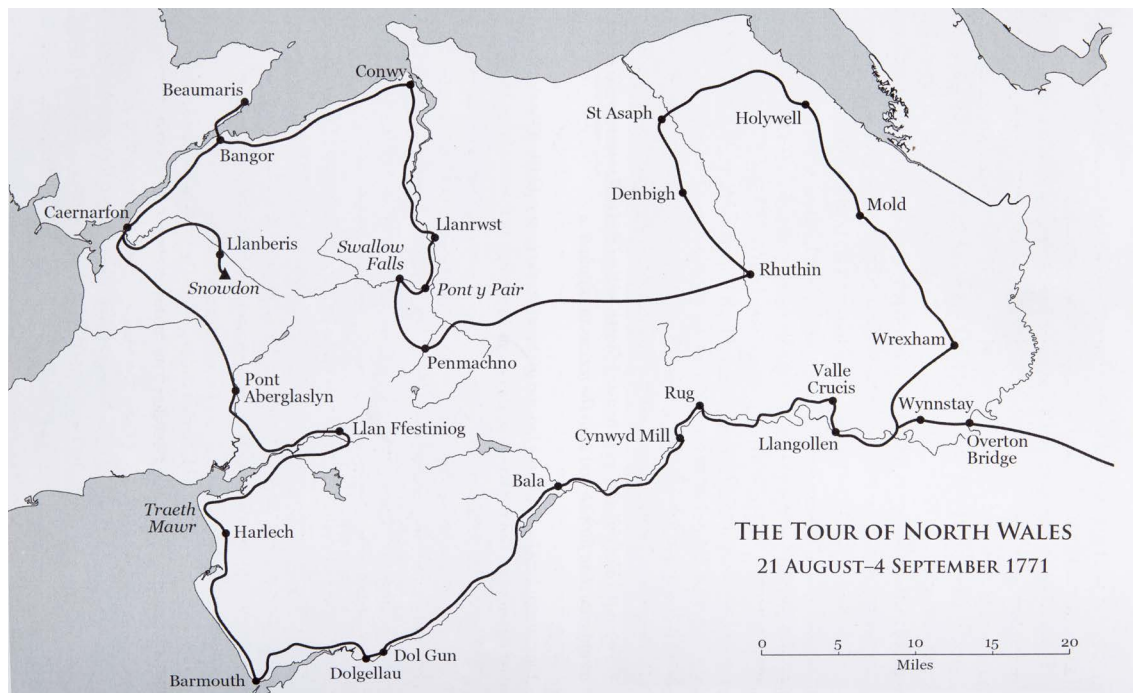 Conwy
Beaumaris
St Asaph
Holywell
Bangor
Denbigh
Mold
Caernarfon
Llanrwst
Llanberis
Swallow
Falls
Rhuthin
Snowdon
Pont y Pair
Wrexham
Penmachno
Valle
Crucis
Pont
Aberglaslyn
Rug
Wynnstay
Llan Ffestiniog
Cynwyd Mill
Llangollen
Overton
Bridge
Bala
Traeth
Mawr
Harlech
THE TOUR OF NORTH WALES
21 AUGUST–4 SEPTEMBER 1771
0 5 10 15 20
Miles
Dol Gun
Dolgellau
Barmouth